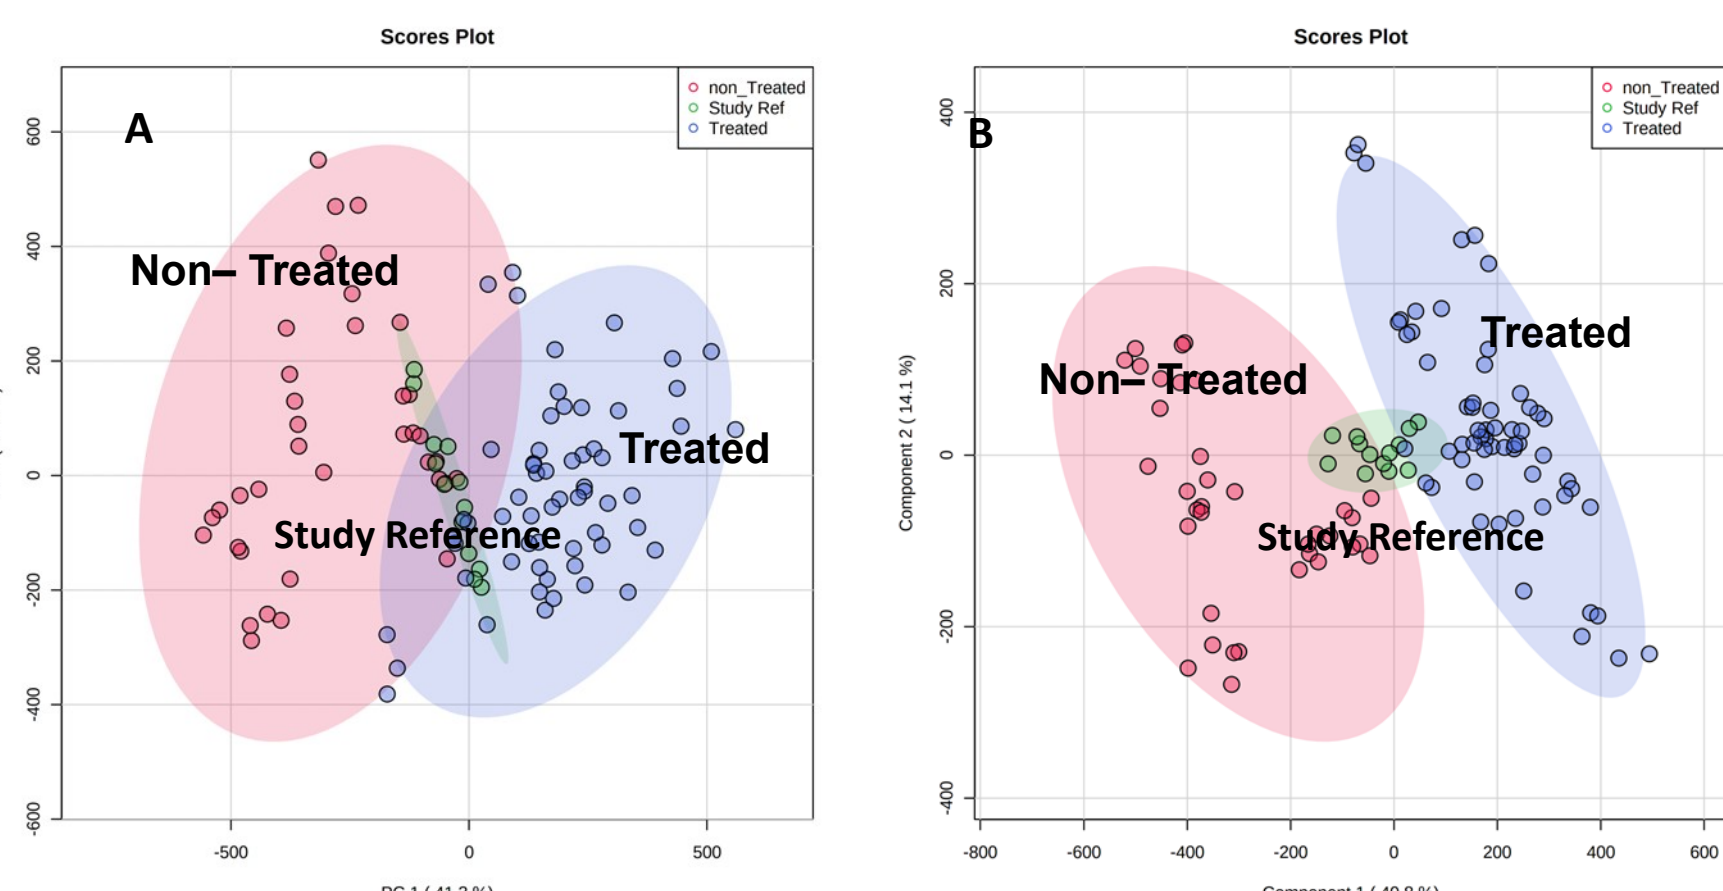 Scores Plot
non_Treated
Study Ref
Treated
A
Non– Treated
Treated
Study Reference
600
400
200
0
-200
-400
-600
-500
0
500
Scores Plot
non_Treated
Study Ref
Treated
B
Treated
Non– Treated
Study Reference
Component 2 ( 14.1 %)
400
200
0
-200
-400
-800
-600
-400
-200
0
200
400
600